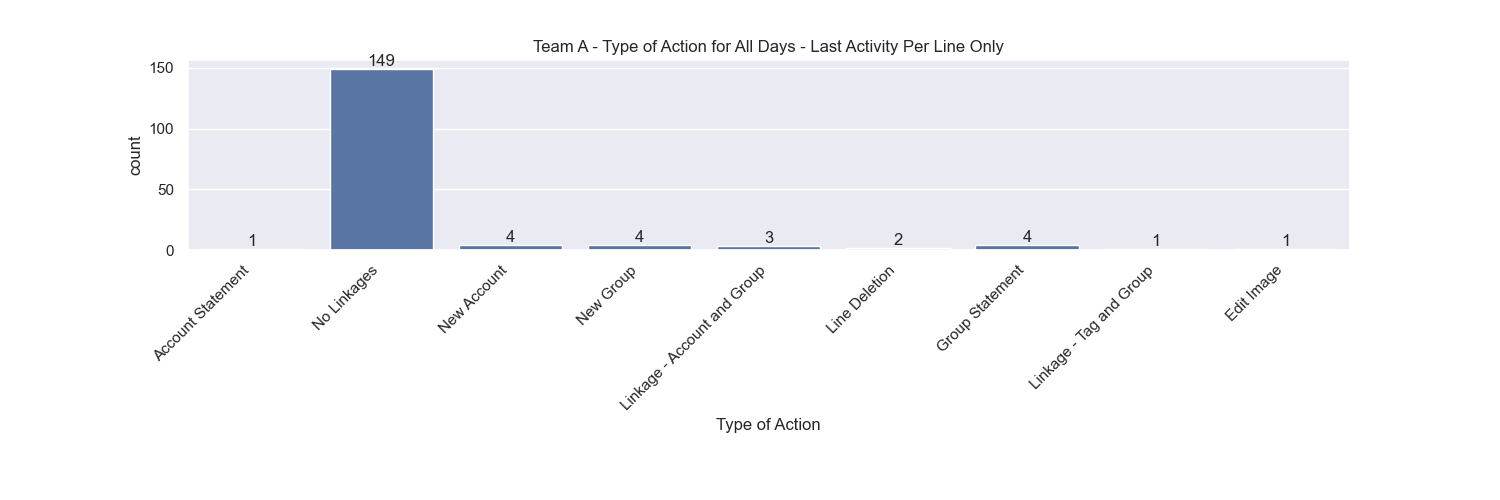 Team A - Type of Action for All Days - Last Activity Per Line Only
149
150
100
50
0
count
1
4
4
3
2
4
1
1
Account Statement
No Linkages
New Account
New Group
Linkage - Account and Group
Line Deletion
Group Statement
Linkage - Tag and Group
Edit Image
Type of Action